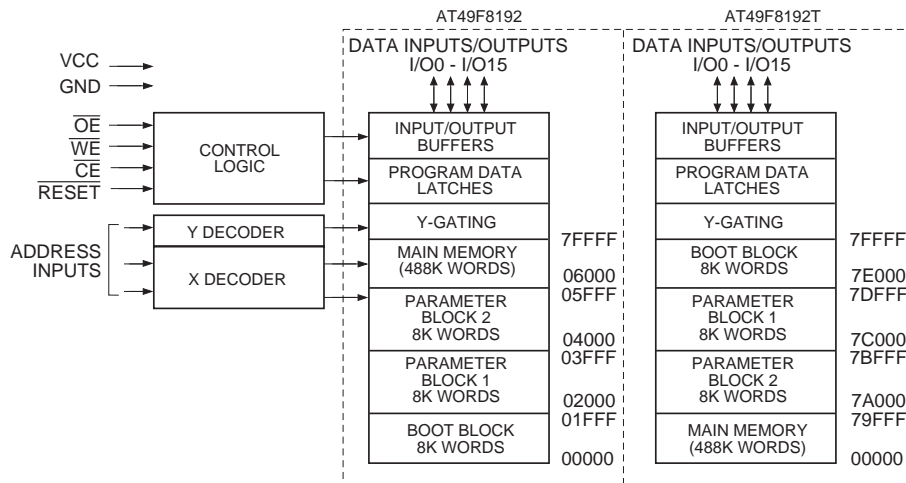 AT49F8192
AT49F8192T
DATA INPUTS/OUTPUTS
I/O0 - I/O15
DATA INPUTS/OUTPUTS
I/O0 - I/O15
VCC
GND
OE
WE
CE
RESET
ADDRESS
INPUTS
CONTROL
LOGIC
Y DECODER
X DECODER
INPUT/OUTPUT
BUFFERS
PROGRAM DATA
LATCHES
Y-GATING
7FFFF
MAIN MEMORY
(488K WORDS)
06000
05FFF
PARAMETER
BLOCK 2
8K WORDS
04000
03FFF
PARAMETER
BLOCK 1
8K WORDS
02000
01FFF
BOOT BLOCK
8K WORDS
00000
INPUT/OUTPUT
BUFFERS
PROGRAM DATA
LATCHES
Y-GATING
7FFFF
BOOT BLOCK
8K WORDS
7E000
7DFFF
PARAMETER
BLOCK 1
8K WORDS
7C000
7BFFF
PARAMETER
BLOCK 2
8K WORDS
7A000
79FFF
MAIN MEMORY
(488K WORDS)
00000